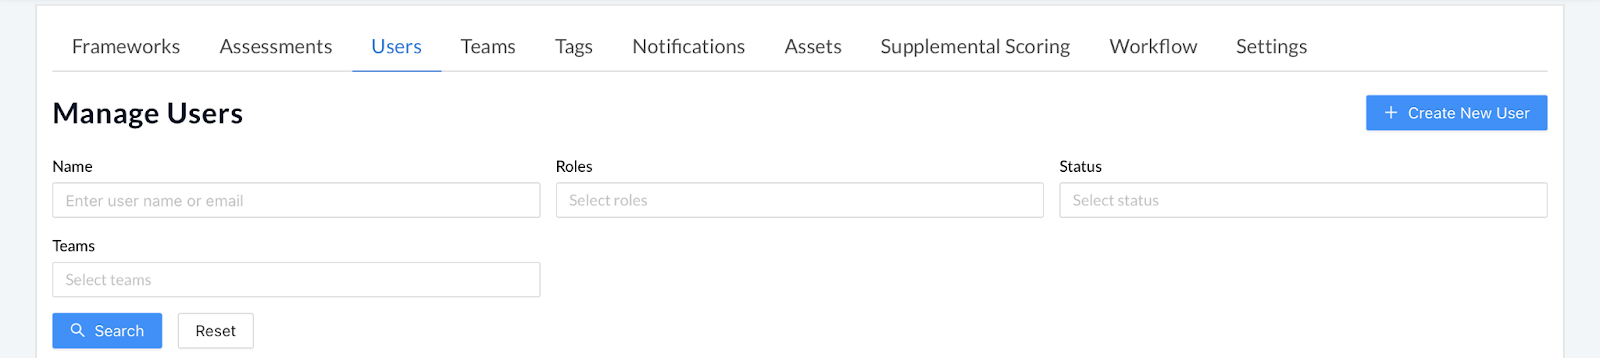 Frameworks Assessments Users Teams Tags Notifications Assets Supplemental Scoring Workflow Settings
Manage Users
+ Create New User
Name Roles Status
Enter user name or email Select roles Select status
Teams
Select teams
Search Reset